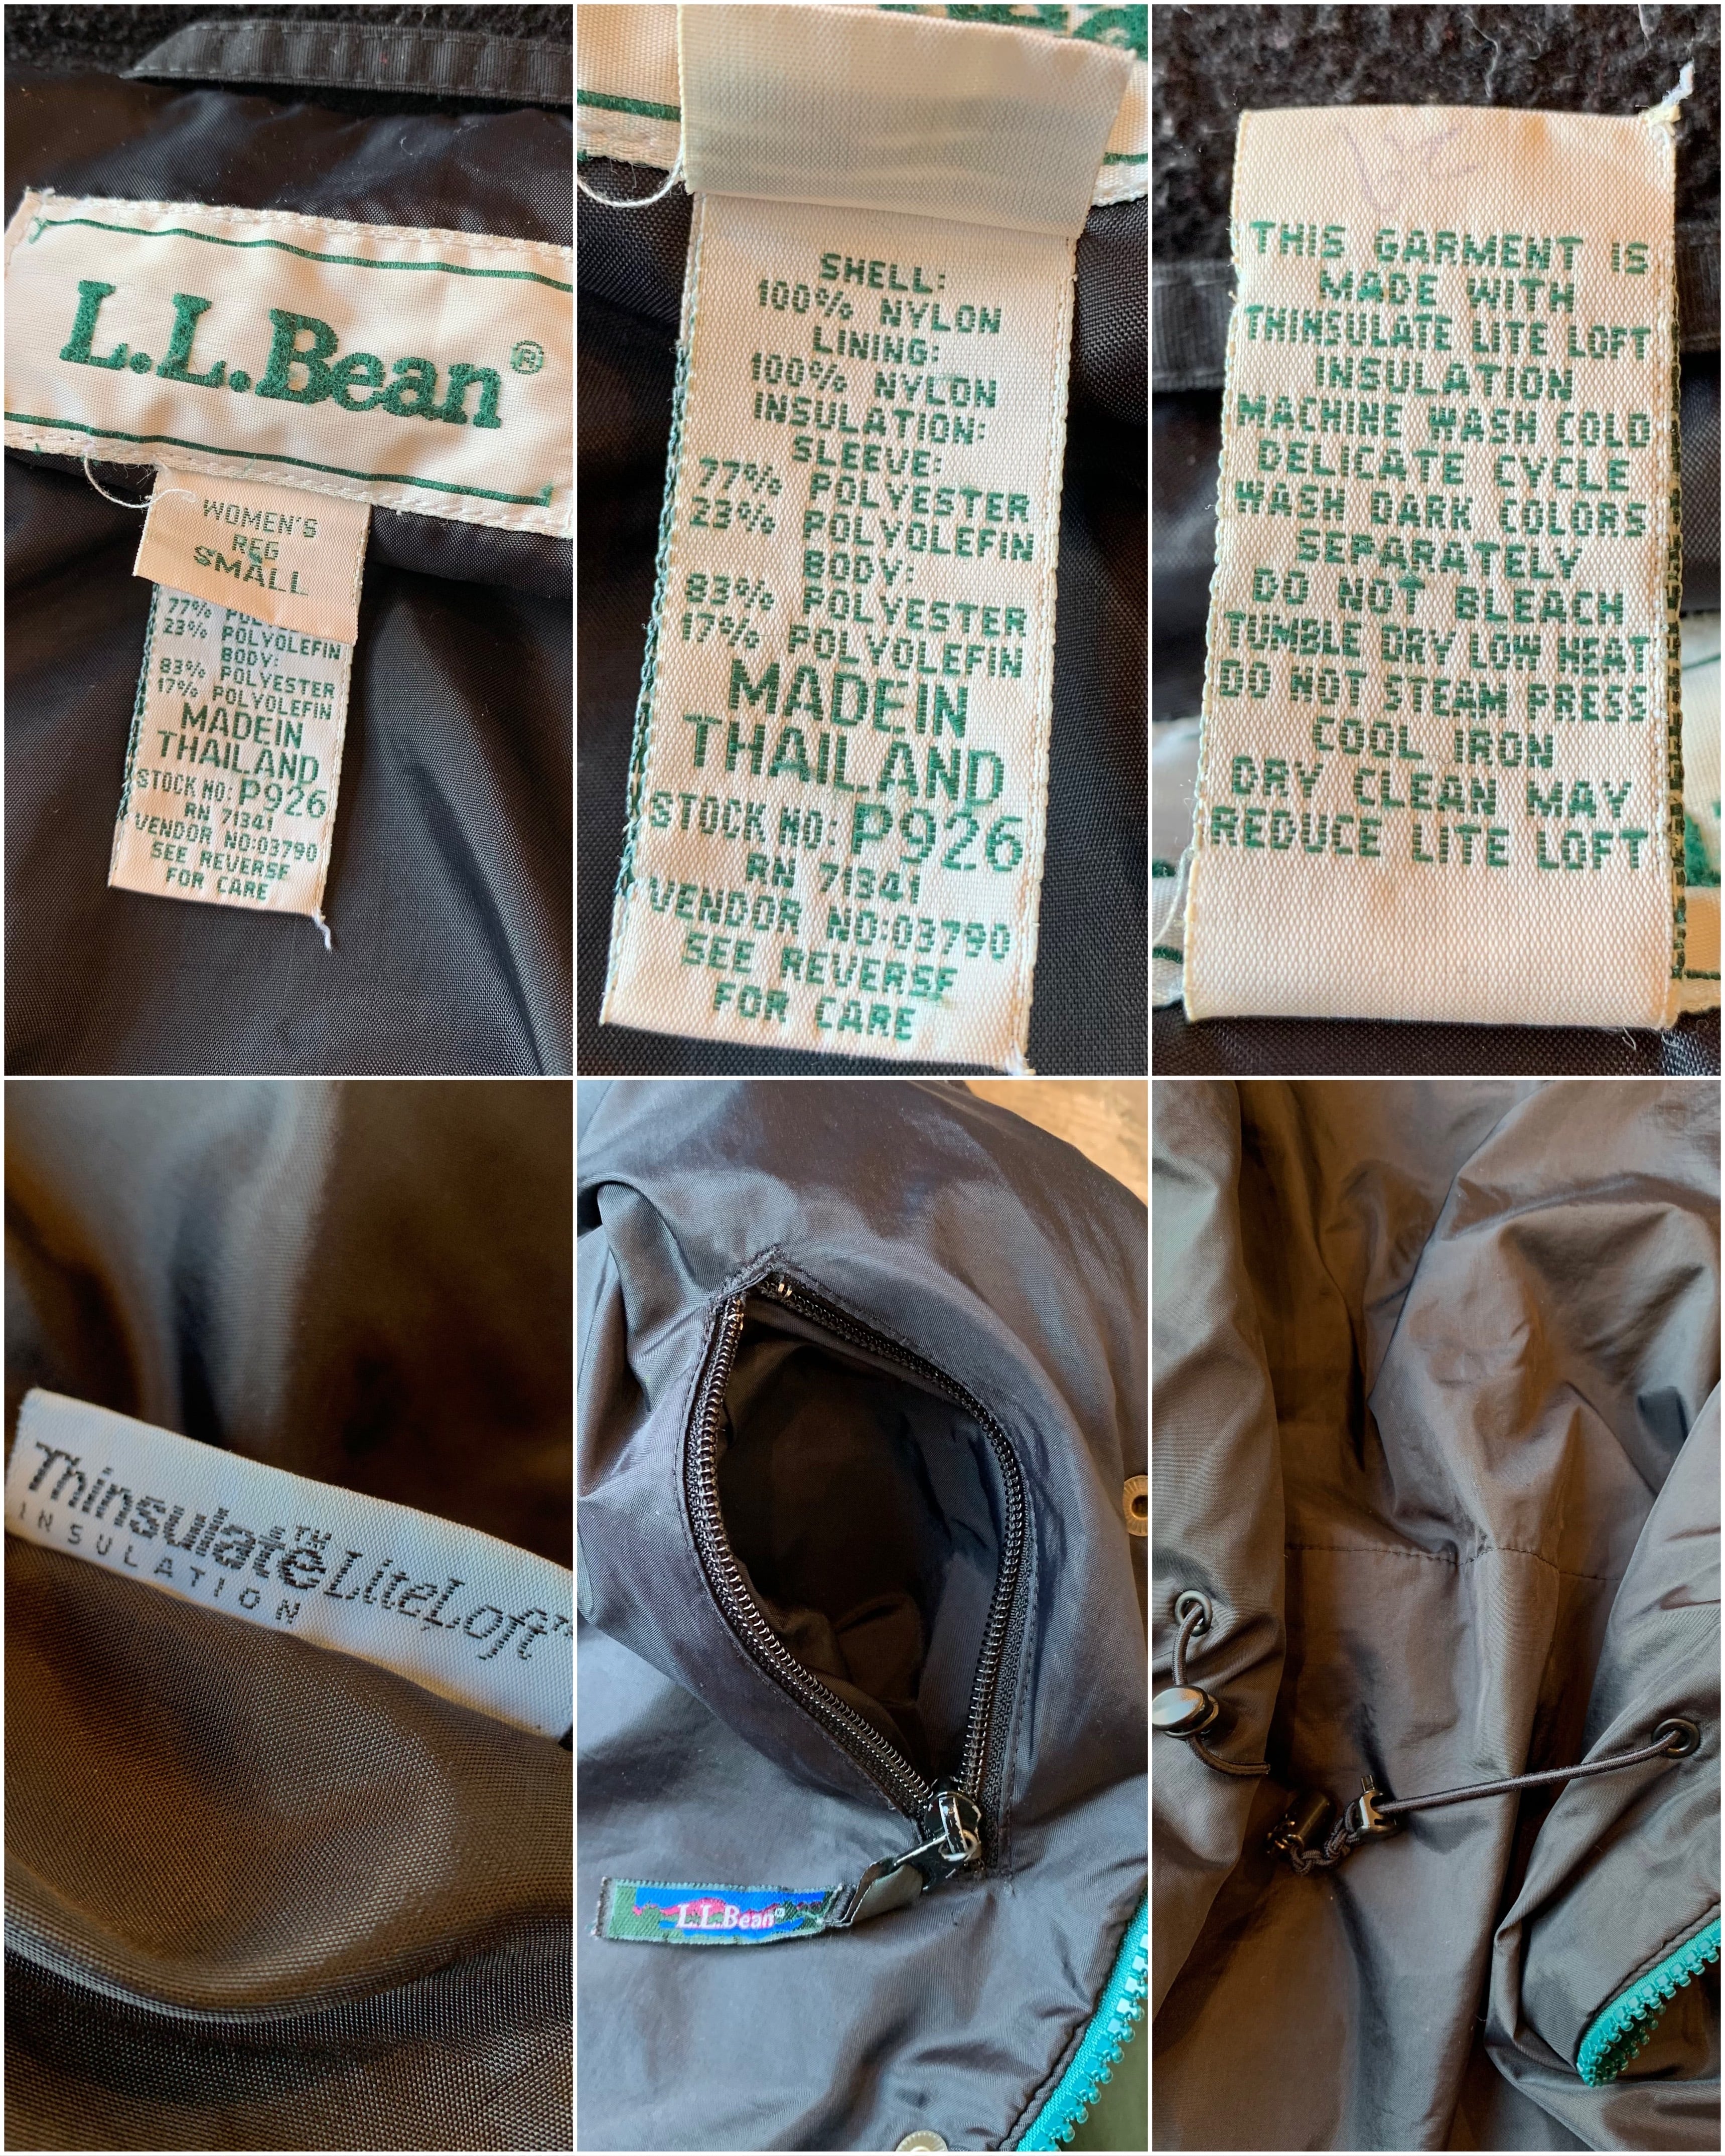 L.L.Bean®
WOMEN'S
REG
SMALL
77%
23% POLYOLEFIN
BODY:
83% POLYESTER
17% POLYOLEFIN
MADEIN
THAILAND
STOCK NO: P926
RN 71341
VENDOR NO:03790
SEE REVERSE
FOR CARE
SHELL:
100% NYLON
LINING:
100% NYLON
INSULATION:
SLEEVE:
77% POLYESTER
23% POLYOLEFIN
BODY:
83% POLYESTER
17% POLYOLEFIN
MADEIN
THAILAND
STOCK NO: P926
RN 71341
VENDOR NO:03790
SEE REVERSE
FOR CARE
THIS GARMENT IS
MADE WITH
THINSULATE LITE LOFT
INSULATION
MACHINE WASH COLD
DELICATE CYCLE
WASH DARK COLORS
SEPARATELY
DO NOT BLEACH
TUMBLE DRY LOW HEAT
DO NOT STEAM PRESS
COOL IRON
DRY CLEAN MAY
REDUCE LITE LOFT
Thinsulate™ LiteLoft™
INSULATION
L.L.Bean®